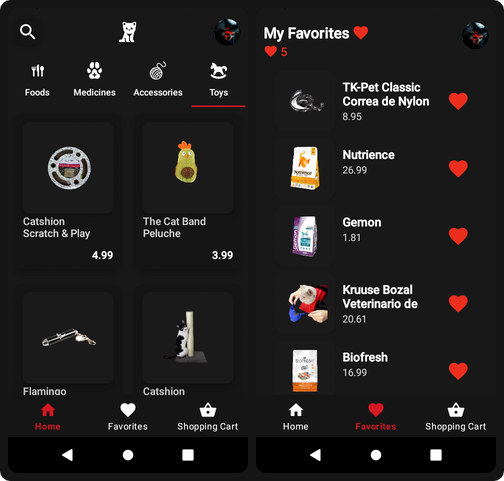 Foods
Medicines
Accessories
Toys
Catshion
Scratch & Play
4.99
The Cat Band
Peluche
3.99
Flamingo
Catshion
Home
Favorites
Shopping Cart
My Favorites
5
TK-Pet Classic
Correa de Nylon
8.95
Nutrience
26.99
Gemon
1.81
Kruuse Bozal
Veterinario de
20.61
Biofresh
16.99
Home
Favorites
Shopping Cart